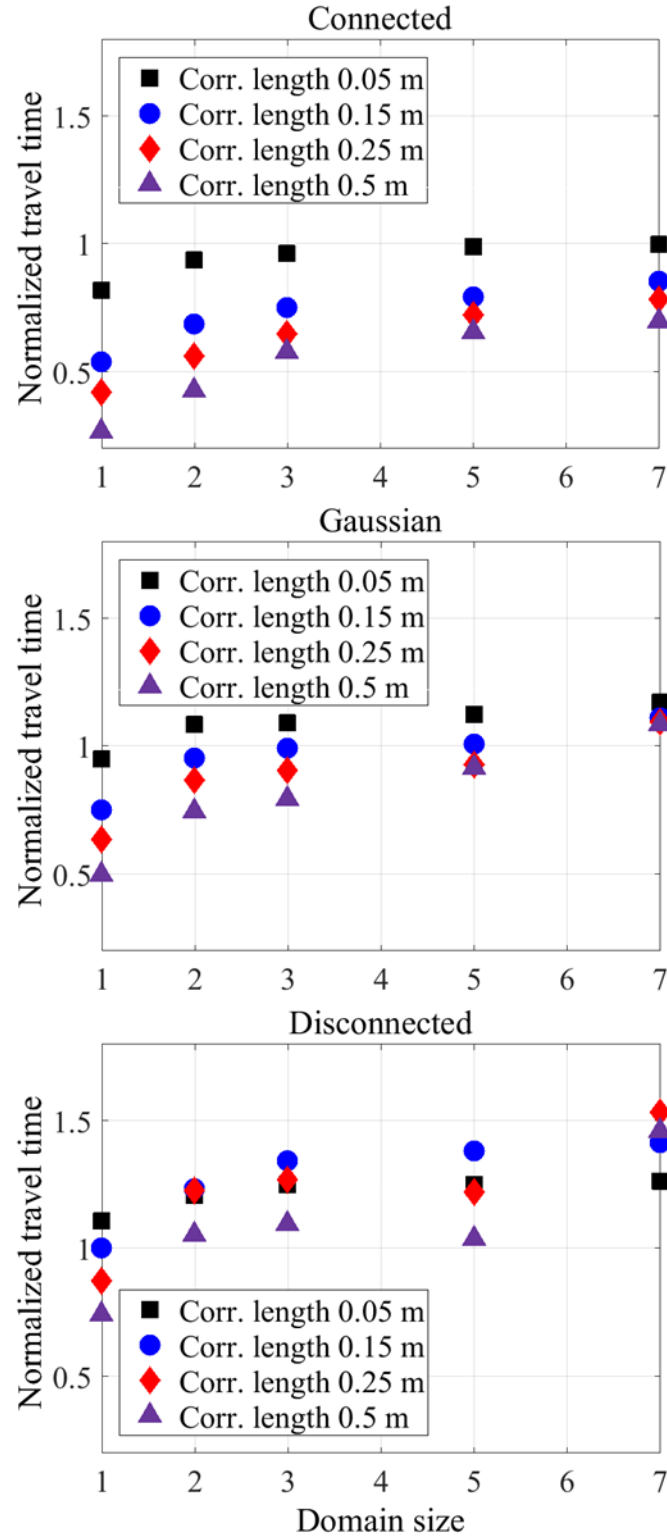 Connected
Normalized travel time
1.5
1
0.5
Corr. length 0.05 m
Corr. length 0.15 m
Corr. length 0.25 m
Corr. length 0.5 m
1 2 3 4 5 6 7
Gaussian
Normalized travel time
1.5
1
0.5
Corr. length 0.05 m
Corr. length 0.15 m
Corr. length 0.25 m
Corr. length 0.5 m
1 2 3 4 5 6 7
Disconnected
Normalized travel time
1.5
1
0.5
Corr. length 0.05 m
Corr. length 0.15 m
Corr. length 0.25 m
Corr. length 0.5 m
1 2 3 4 5 6 7
Domain size